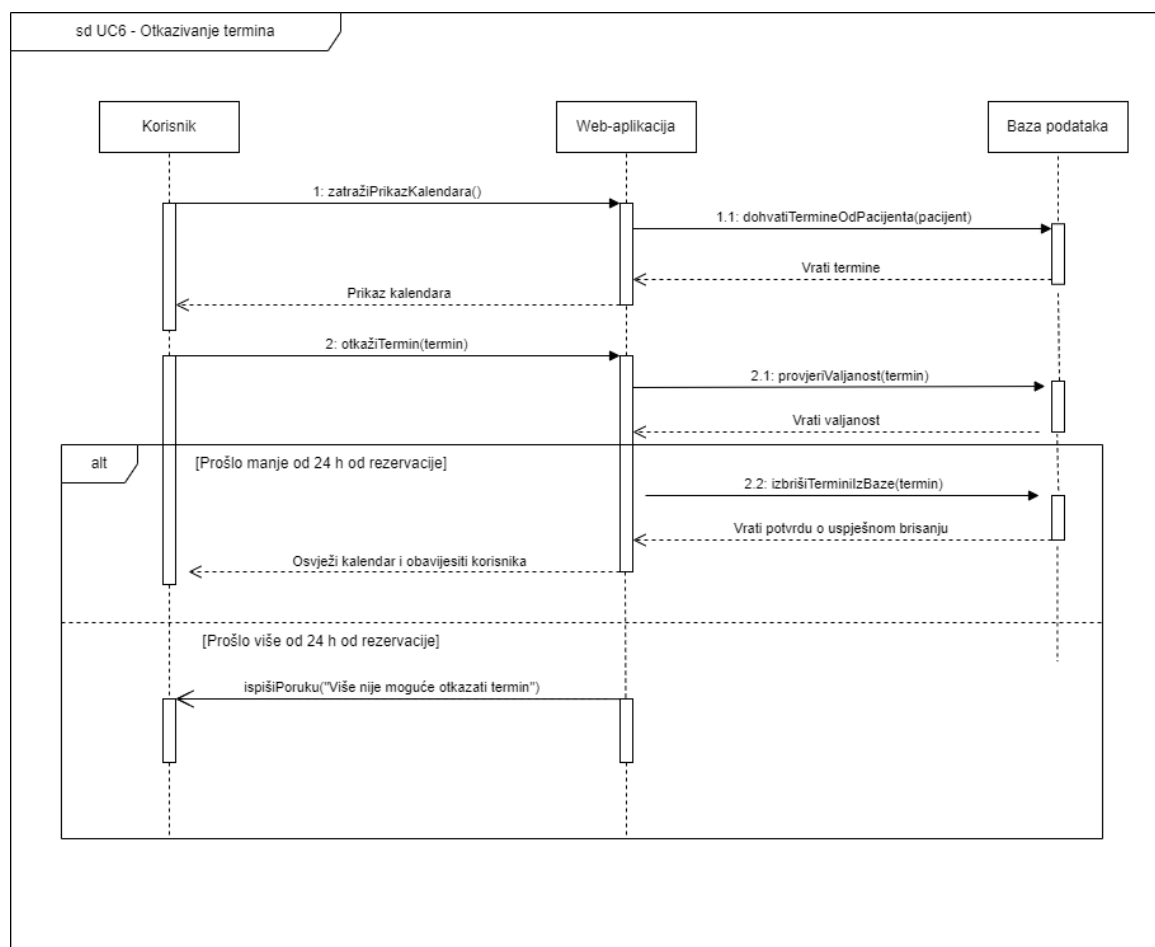 sd UC6 - Otkazivanje termina
Korisnik
Web-aplikacija
Baza podataka
1: zatražiPrikazKalendara()
1.1: dohvatiTermineOdPacijenta(pacijent)
Vrati termine
Prikaz kalendara
2: otkažiTermin(termin)
2.1: provjeriValjanost(termin)
Vrati valjanost
alt
[Prošlo manje od 24 h od rezervacije]
2.2: izbrišiTerminiIzBaze(termin)
Vrati potvrdu o uspješnom brisanju
Osvježi kalendar i obavijesiti korisnika
[Prošlo više od 24 h od rezervacije]
ispišiPoruku("Više nije moguće otkazati termin")